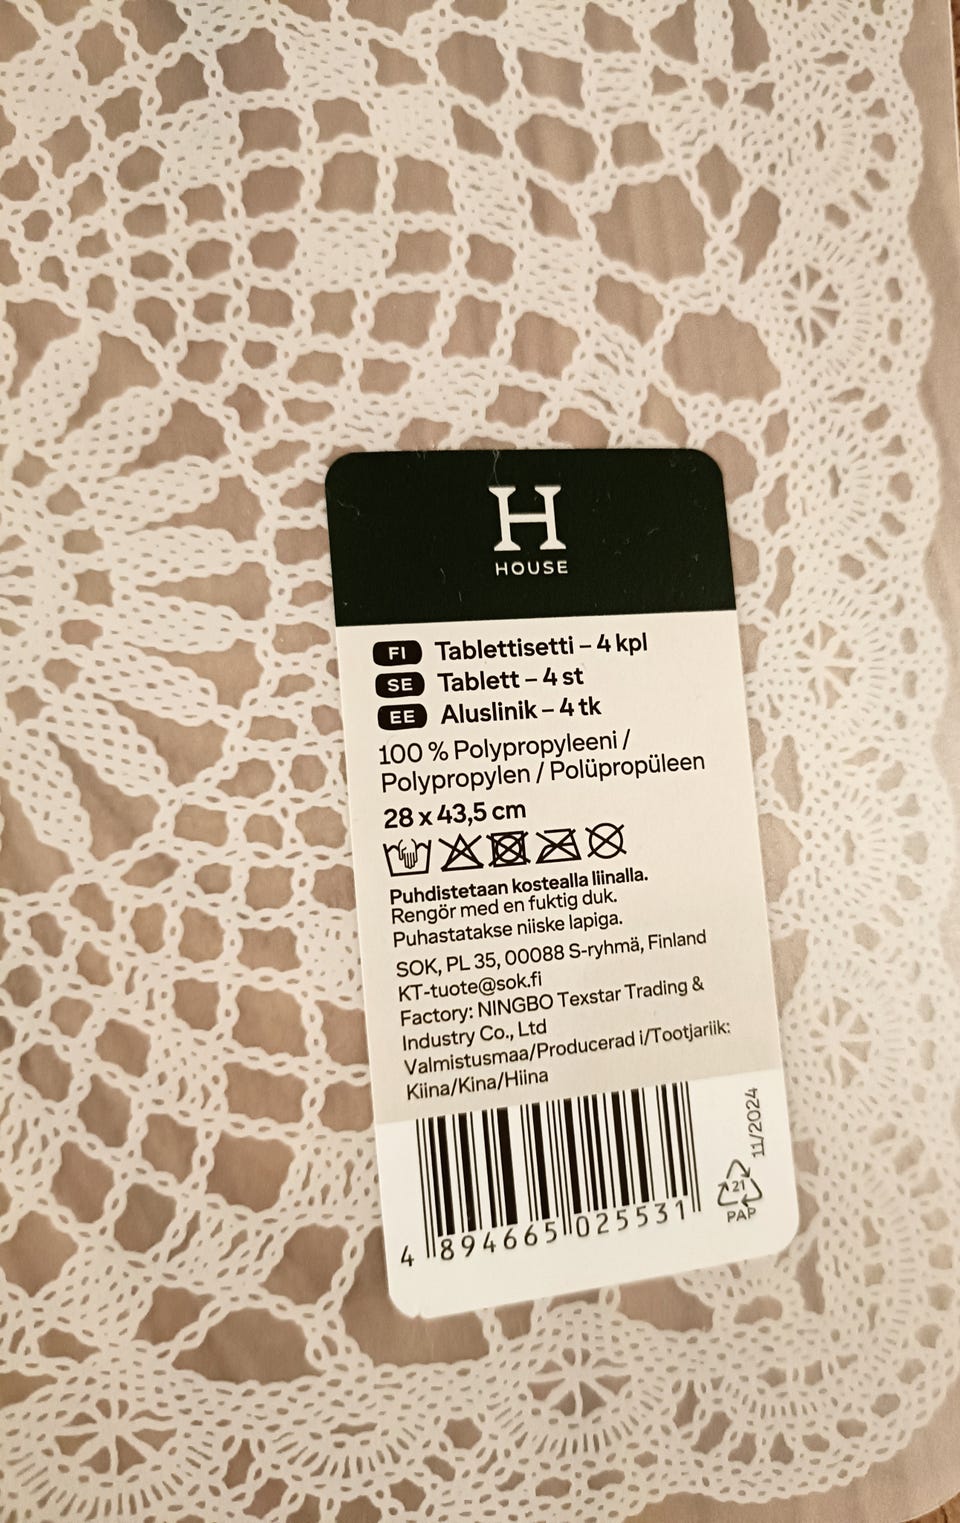 H
HOUSE
FI Tablettisetti – 4 kpl
SE Tablett – 4 st
EE Aluslinik – 4 tk
100 % Polypropyleeni /
Polypropylen / Polüpropüleen
28 x 43,5 cm
Puhdistetaan kostealla liinalla.
Rengör med en fuktig duk.
Puhastatakse niiske lapiga.
SOK, PL 35, 00088 S-ryhmä, Finland
KT-tuote@sok.fi
Factory: NINGBO Texstar Trading &
Industry Co., Ltd
Valmistusmaa/Producerad i/Tootjariik:
Kiina/Kina/Hiina
11/2024
21
PAP
4 894665 025531